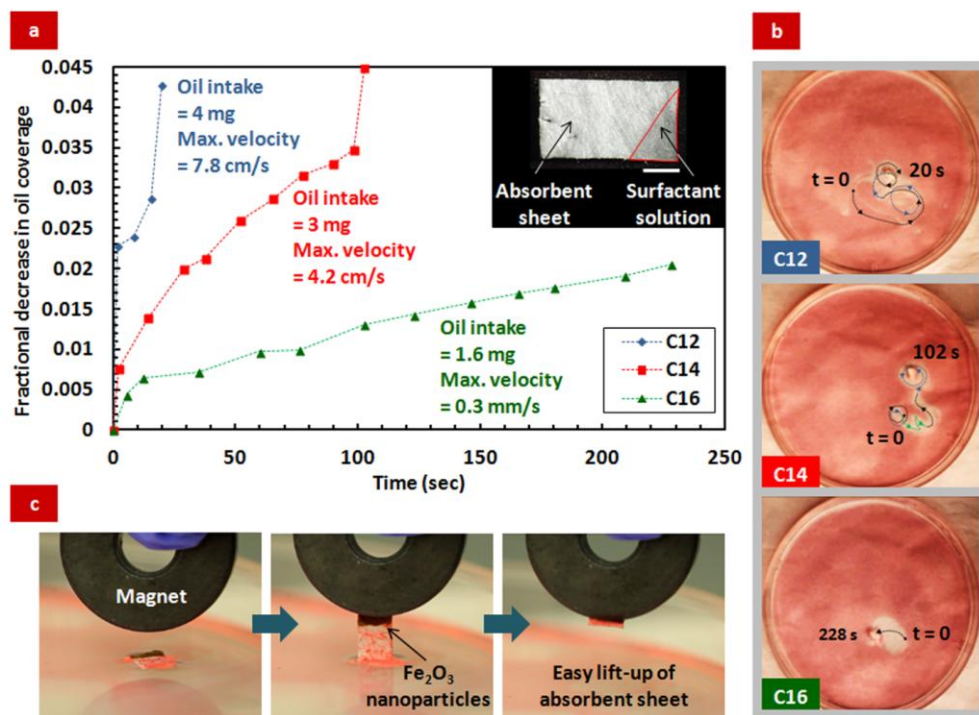 a
Fractional decrease in oil coverage
0.045
0.04
0.035
0.03
0.025
0.02
0.015
0.01
0.005
0
0
50
100
150
200
250
Time (sec)
Oil intake
= 4 mg
Max. velocity
= 7.8 cm/s
Oil intake
= 3 mg
Max. velocity
= 4.2 cm/s
Oil intake
= 1.6 mg
Max. velocity
= 0.3 mm/s
Absorbent
sheet
Surfactant
solution
C12
C14
C16
b
t = 0
20 s
C12
102 s
t = 0
C14
228 s
t = 0
C16
c
Magnet
Fe₂O₃
nanoparticles
Easy lift-up of
absorbent sheet